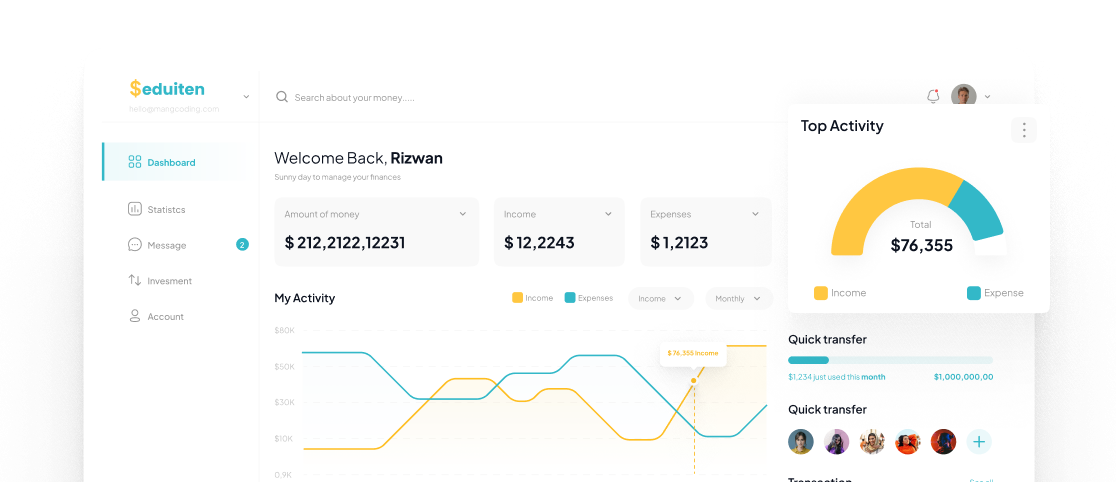 $eduiten
hello@mangcoding.com
Search about your money.....
Dashboard
Statistcs
Message
2
Invesment
Account
Welcome Back, Rizwan
Sunny day to manage your finances
Amount of money
$ 212,2122,12231
Income
$ 12,2243
Expenses
$ 1,2123
My Activity
Income
Expenses
Income
Monthly
$80K
$50K
$30K
$10K
0,9K
$ 76,355 Income
Top Activity
Total
$76,355
Income
Expense
Quick transfer
$1,234 just used this month
$1,000,000,00
Quick transfer
Transaction
See all